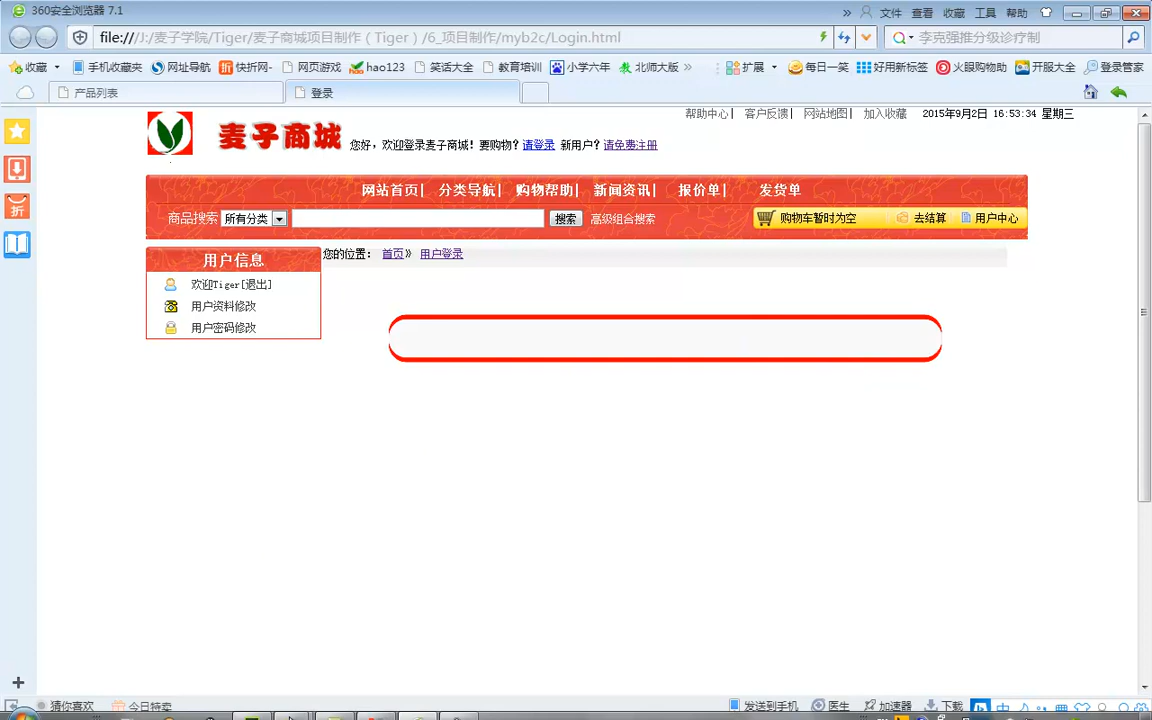 360安全浏览器 7.1
» 文件 查看 收藏 工具 帮助
file:///J:/麦子学院/Tiger/麦子商城项目制作（Tiger）/6_项目制作/myb2c/Login.html
李克强推分级诊疗制
收藏 手机收藏夹 网址导航 快折网- 网页游戏 hao123 笑话大全 教育培训 小学六年 北师大版 » 扩展 每日一笑 好用新标签 火眼购物助 开服大全 登录管家
产品列表 登录
帮助中心| 客户反馈| 网站地图| 加入收藏 2015年9月2日 16:53:34 星期三
麦子商城 您好，欢迎登录麦子商城！要购物？请登录 新用户？请免费注册
网站首页| 分类导航| 购物帮助| 新闻资讯| 报价单| 发货单
商品搜索 所有分类 搜索 高级组合搜索 购物车暂时为空 去结算 用户中心
用户信息
您的位置： 首页》 用户登录
欢迎Tiger[退出]
用户资料修改
用户密码修改
折
猜你喜欢 今日特卖 发送到手机 医生 加速器 下载 中